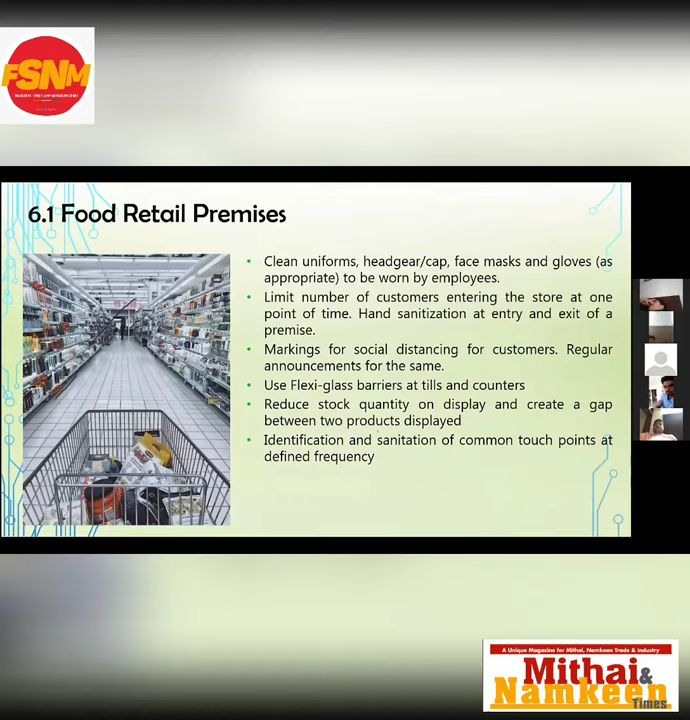 FSNM
6.1 Food Retail Premises
• Clean uniforms, headgear/cap, face masks and gloves (as
appropriate) to be worn by employees.
• Limit number of customers entering the store at one
point of time. Hand sanitization at entry and exit of a
premise.
• Markings for social distancing for customers. Regular
announcements for the same.
• Use Flexi-glass barriers at tills and counters
• Reduce stock quantity on display and create a gap
between two products displayed
• Identification and sanitation of common touch points at
defined frequency
A Unique Magazine for Mithai, Namkeen Trade & Industry
Mithai &
Namkeen
Times